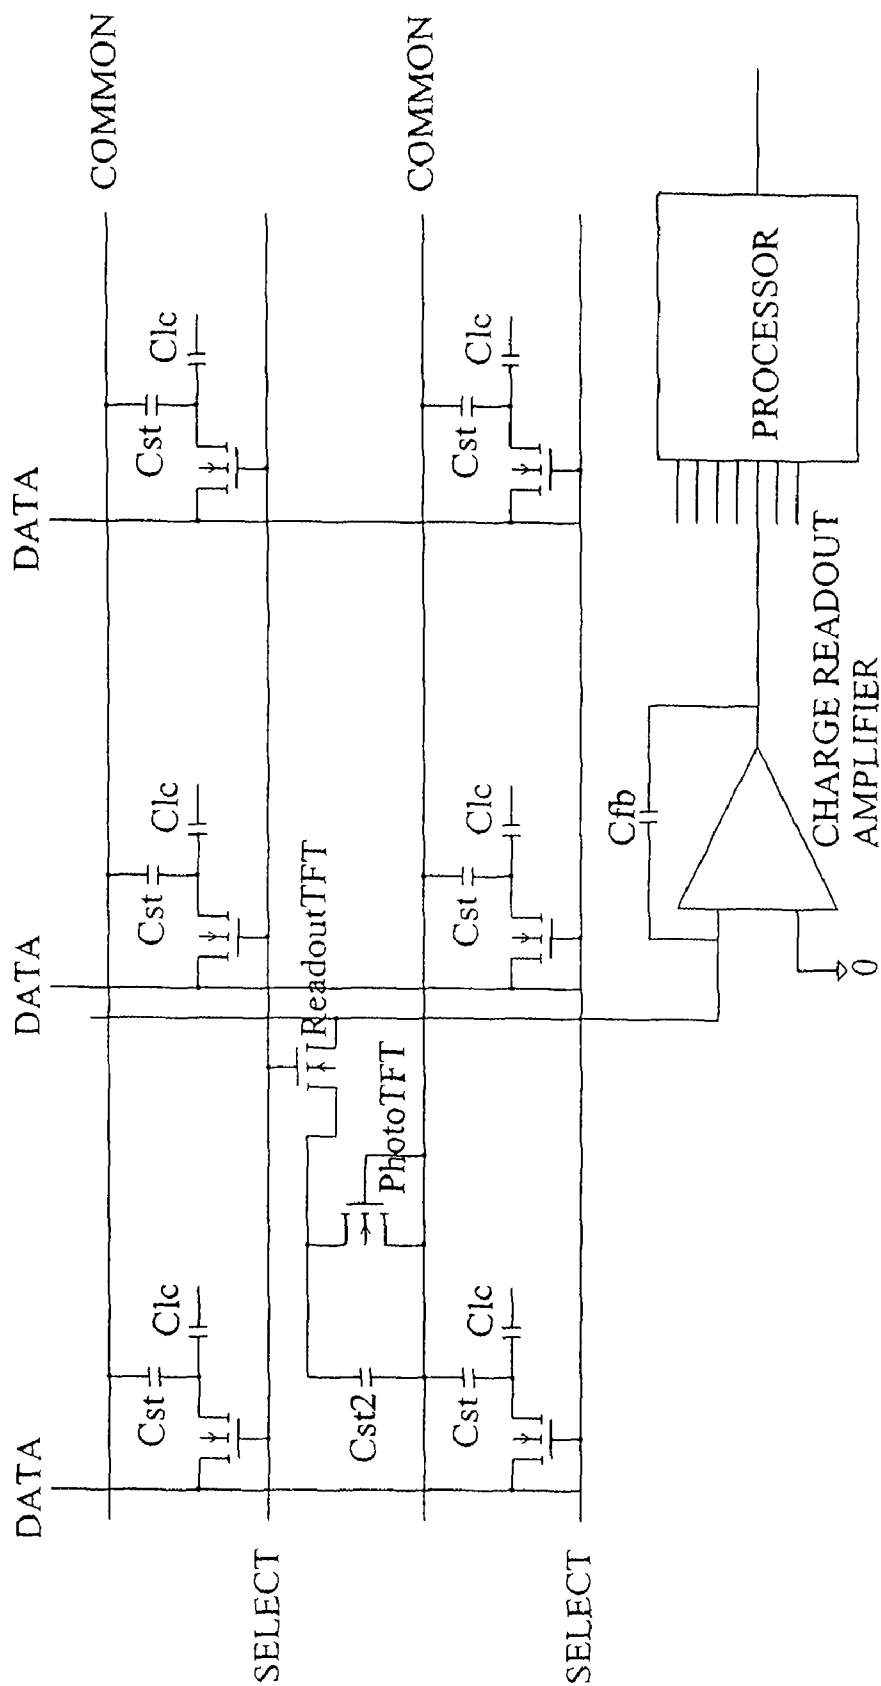 DATA
DATA
DATA
COMMON
Cst
Clc
Cst
Clc
Cst
Clc
SELECT
ReadoutTFT
Cst2
PhotoTFT
COMMON
Cst
Clc
Cst
Clc
Cst
Clc
SELECT
Cfb
0
CHARGE READOUT
AMPLIFIER
PROCESSOR